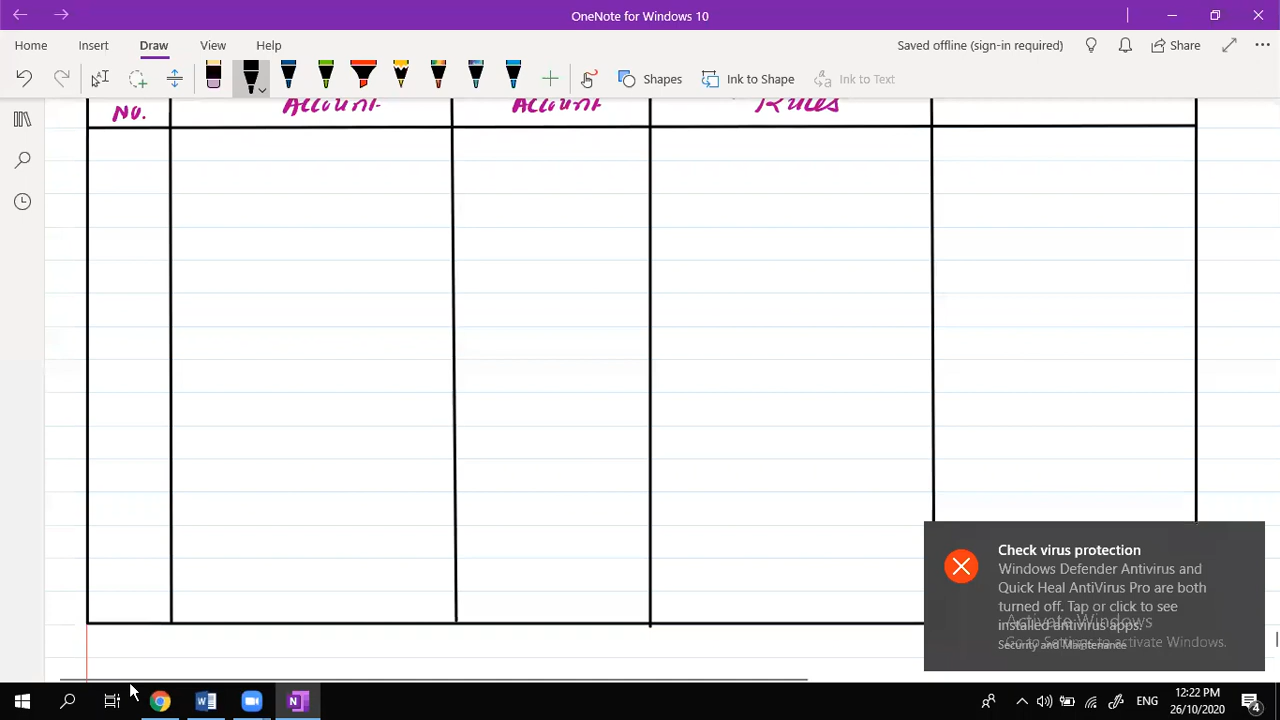 OneNote for Windows 10
Home Insert Draw View Help
Saved offline (sign-in required)
Share
Shapes
Ink to Shape
Ink to Text
No. Account Account Rules
Check virus protection
Windows Defender Antivirus and
Quick Heal AntiVirus Pro are both
turned off. Tap or click to see
installed antivirus apps.
Security and Maintenance
Activate Windows
Go to Settings to activate Windows.
ENG
12:22 PM
26/10/2020
4